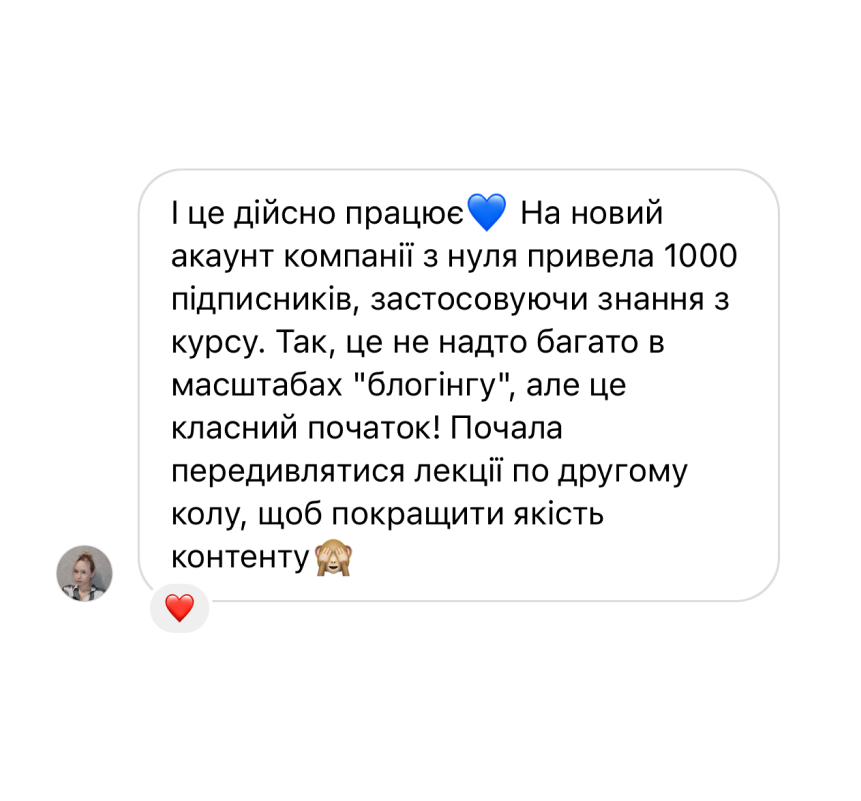 І це дійсно працює💙 На новий
акаунт компанії з нуля привела 1000
підписників, застосовуючи знання з
курсу. Так, це не надто багато в
масштабах "блогінгу", але це
класний початок! Почала
передивлятися лекції по другому
колу, щоб покращити якість
контенту🙈